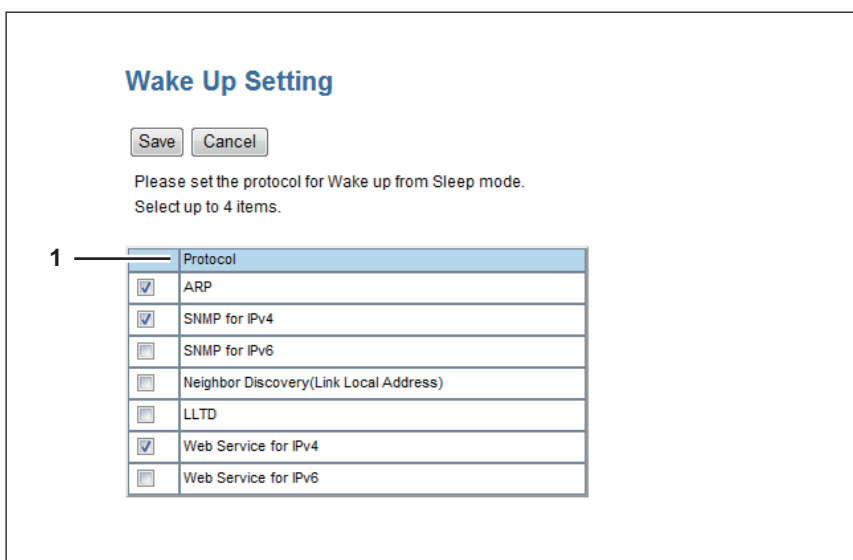 Wake Up Setting
Save Cancel
Please set the protocol for Wake up from Sleep mode.
Select up to 4 items.
1
Protocol
ARP
SNMP for IPv4
SNMP for IPv6
Neighbor Discovery(Link Local Address)
LLTD
Web Service for IPv4
Web Service for IPv6